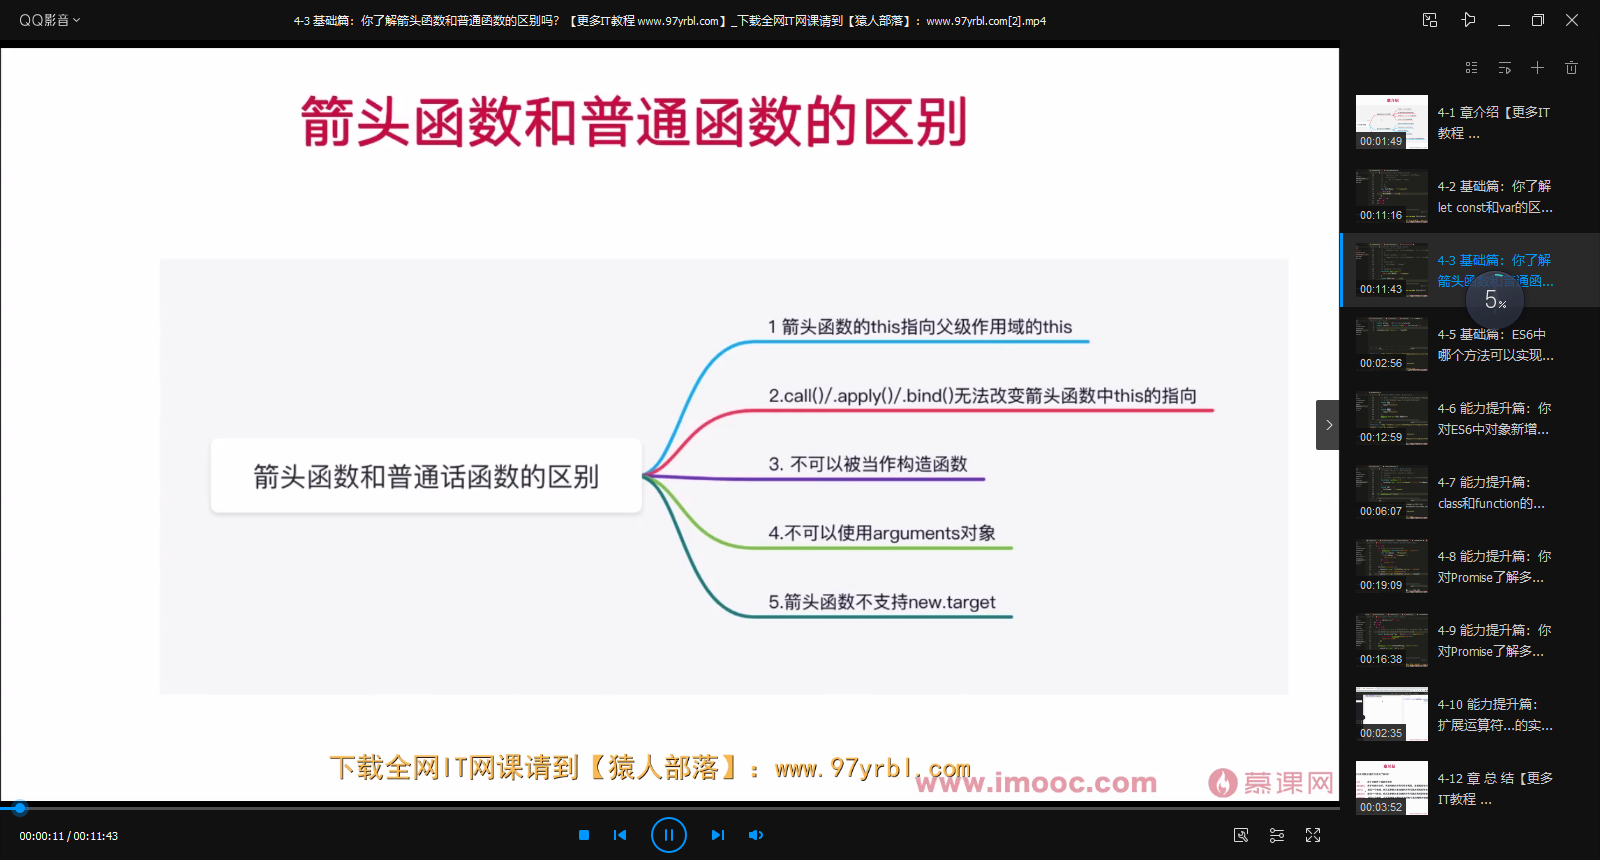 QQ影音
4-3 基础篇：你了解箭头函数和普通函数的区别吗？【更多IT教程 www.97yrbl.com】_下载全网IT网课请到【猿人部落】：www.97yrbl.com[2].mp4
箭头函数和普通函数的区别
1 箭头函数的this指向父级作用域的this
2.call()/.apply()/.bind()无法改变箭头函数中this的指向
3. 不可以被当作构造函数
箭头函数和普通话函数的区别
4.不可以使用arguments对象
5.箭头函数不支持new.target
下载全网IT网课请到【猿人部落】：www.97yrbl.com
www.imooc.com
慕课网
00:00:11 / 00:11:43
4-1 章介绍【更多IT
教程 ...
00:01:49
4-2 基础篇：你了解
let const和var的区...
00:11:16
4-3 基础篇：你了解
箭头函数和普通函...
00:11:43
5%
4-5 基础篇：ES6中
哪个方法可以实现...
00:02:56
4-6 能力提升篇：你
对ES6中对象新增...
00:12:59
4-7 能力提升篇：
class和function的...
00:06:07
4-8 能力提升篇：你
对Promise了解多...
00:19:09
4-9 能力提升篇：你
对Promise了解多...
00:16:38
4-10 能力提升篇：
扩展运算符...的实...
00:02:35
4-12 章 总 结【更多
IT教程 ...
00:03:52